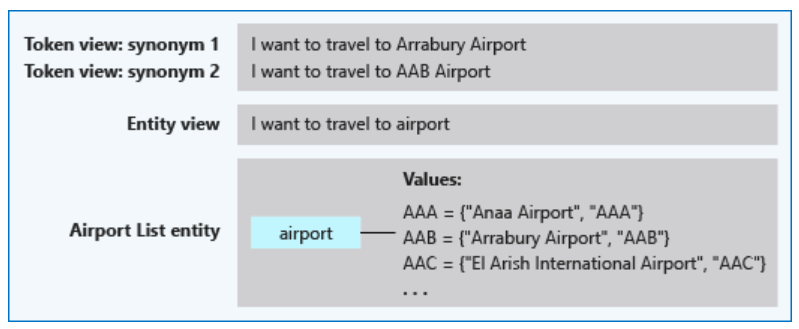 Token view: synonym 1 I want to travel to Arrabury Airport
Token view: synonym 2 I want to travel to AAB Airport
Entity view I want to travel to airport
Values:
AAA = {"Anaa Airport", "AAA"}
Airport List entity airport AAB = {"Arrabury Airport", "AAB"}
AAC = {"El Arish International Airport", "AAC"}
...